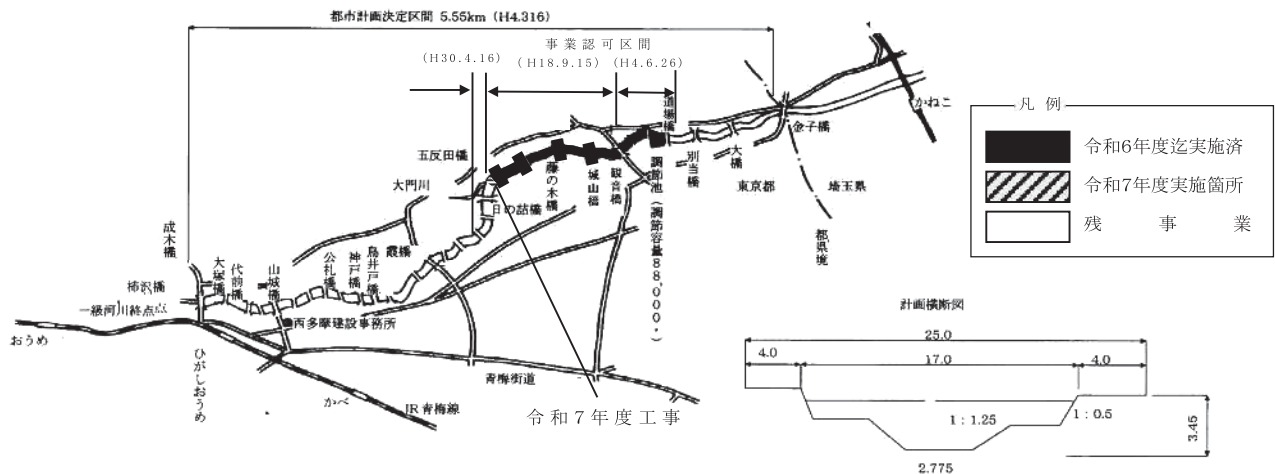 都市計画決定区間 5.55km (H4.316)
事業認可区間
(H30.4.16)
(H18.9.15)
(H4.6.26)
かねこ
道場橋
金子橋
五反田橋
大門川
藤の木橋
城山橋
観音橋
調節池(調節容量88,000
別当橋
大橋
東京都
埼玉県
都県境
日の詰橋
成木橋
霞橋
鳥井戸橋
神戸橋
公札橋
山城橋
代前橋
大塚橋
柿沢橋
一級河川終点点
西多摩建設事務所
おうめ
ひがしおうめ
かべ
JR青梅線
青梅街道
令和7年度工事
凡例
令和6年度迄実施済
令和7年度実施箇所
残事業
計画横断図
25.0
4.0
17.0
4.0
1:1.25
1:0.5
3.45
2.775